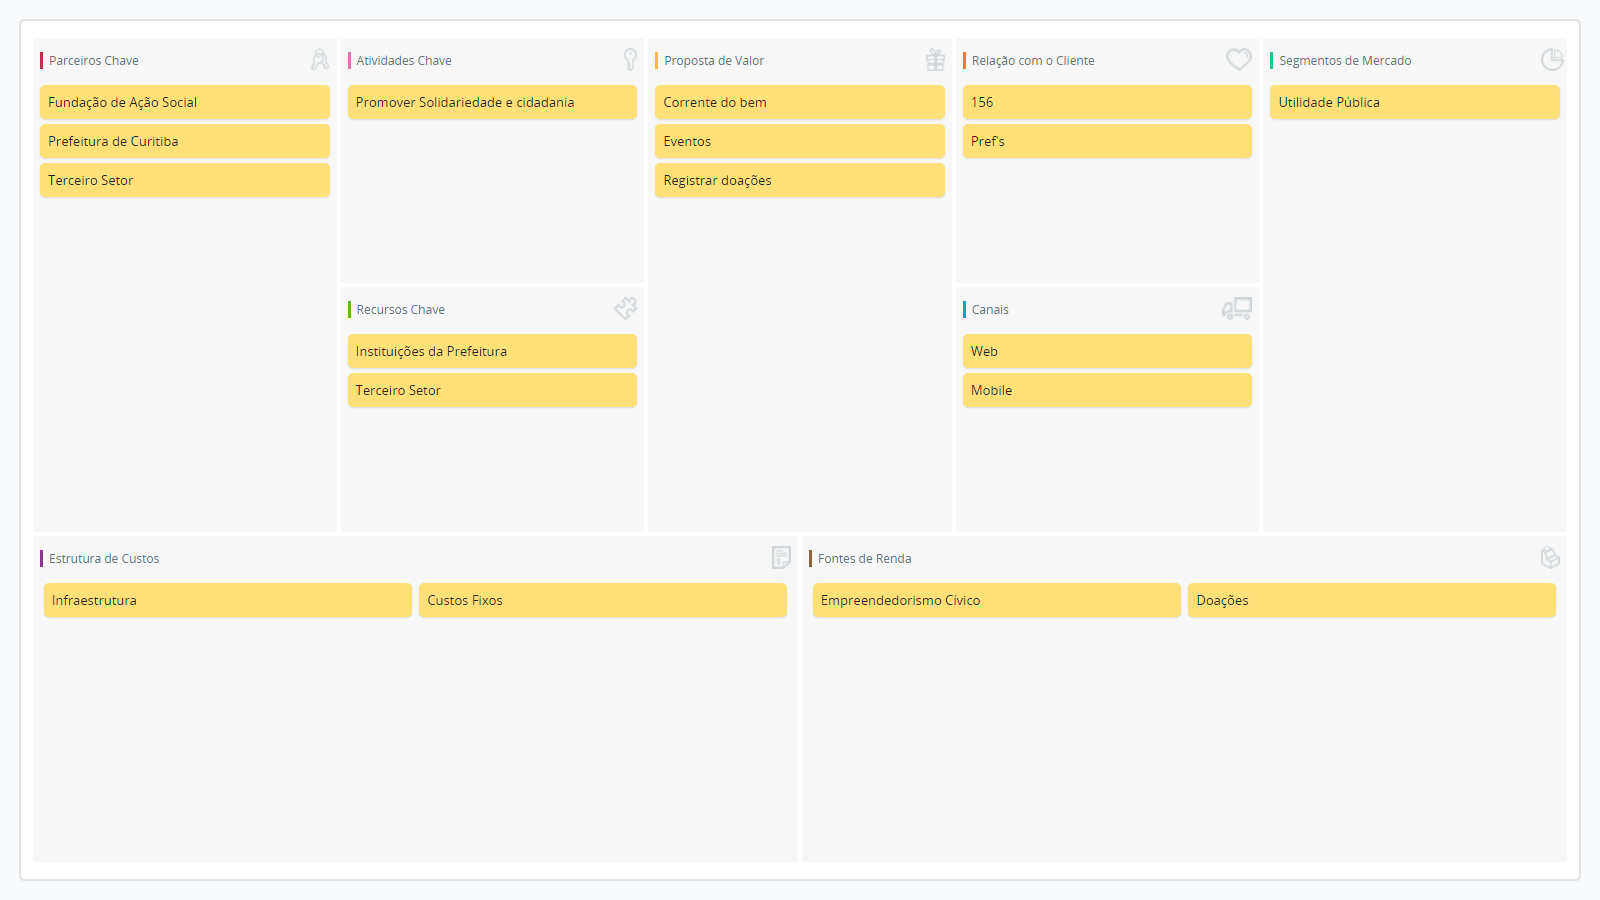 Parceiros Chave
Fundação de Ação Social
Prefeitura de Curitiba
Terceiro Setor
Atividades Chave
Promover Solidariedade e cidadania
Recursos Chave
Instituições da Prefeitura
Terceiro Setor
Proposta de Valor
Corrente do bem
Eventos
Registrar doações
Relação com o Cliente
156
Pref's
Canais
Web
Mobile
Segmentos de Mercado
Utilidade Pública
Estrutura de Custos
Infraestrutura
Custos Fixos
Fontes de Renda
Empreendedorismo Cívico
Doações